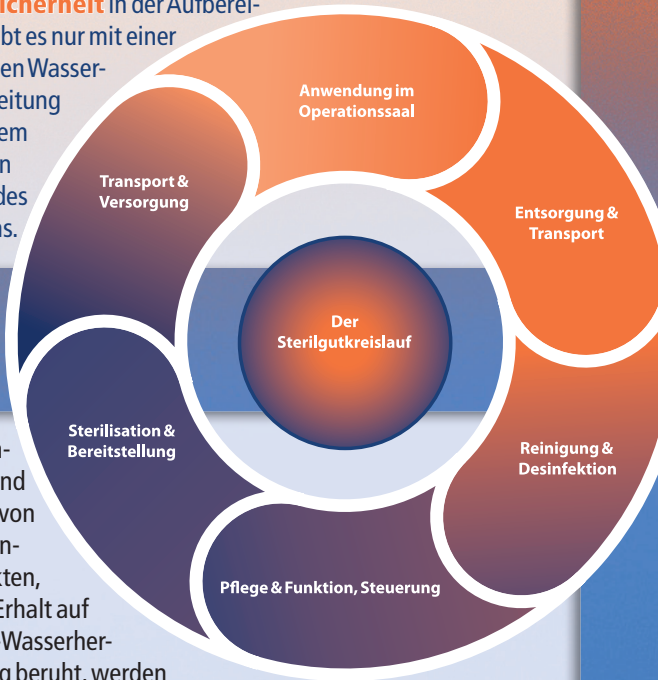 icherheit in der Aufberei-
bt es nur mit einer
en Wasser-
eitung
em
n
des
s.
Anwendung im
Operationssaal
Entsorgung &
Transport
Reinigung &
Desinfektion
Pflege & Funktion, Steuerung
Sterilisation &
Bereitstellung
Transport &
Versorgung
Der
Sterilgutkreislauf
n-
nd
von
n-
kten,
Erhalt auf
Wasserher-
g beruht, werden